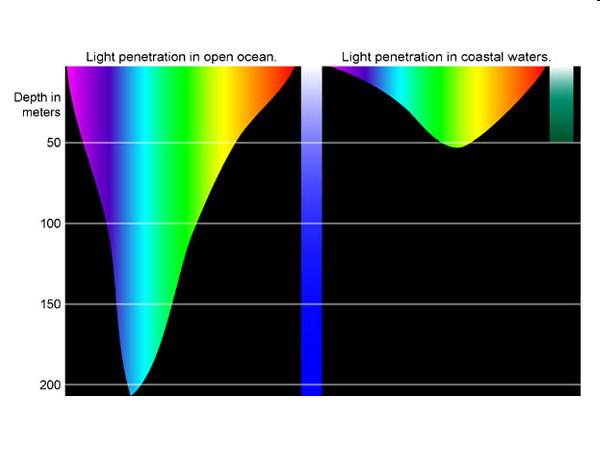 Light penetration in open ocean.
Light penetration in coastal waters.
Depth in
meters
50
100
150
200